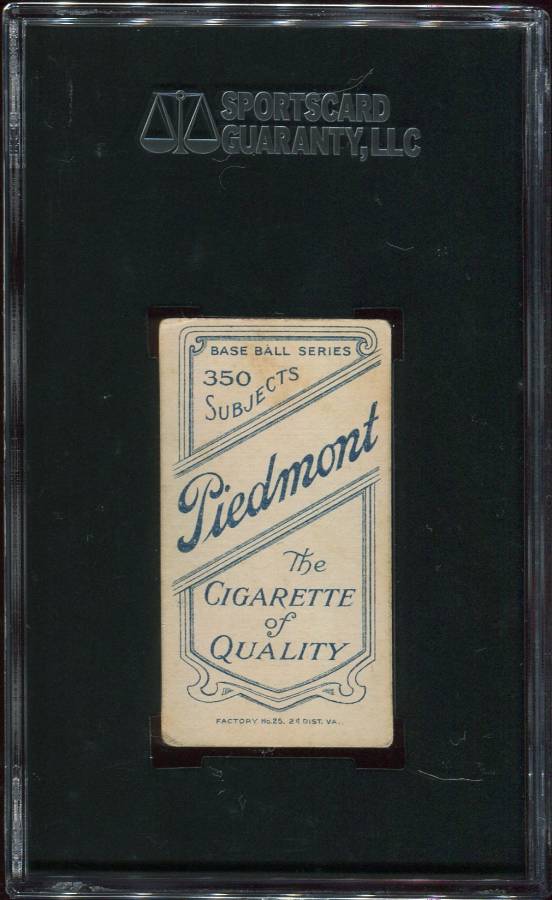 SPORTSCARD
GUARANTY, LLC
BASE BALL SERIES
350
SUBJECTS
Piedmont
The
CIGARETTE
of
QUALITY
FACTORY No.25. 2d DIST. VA.